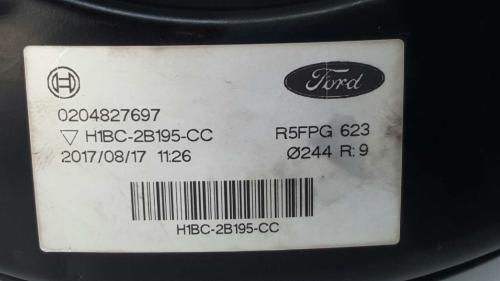 Ford
0204827697
H1BC-2B195-CC R5FPG 623
2017/08/17 11:26 Ø244 R:9
H1BC-2B195-CC